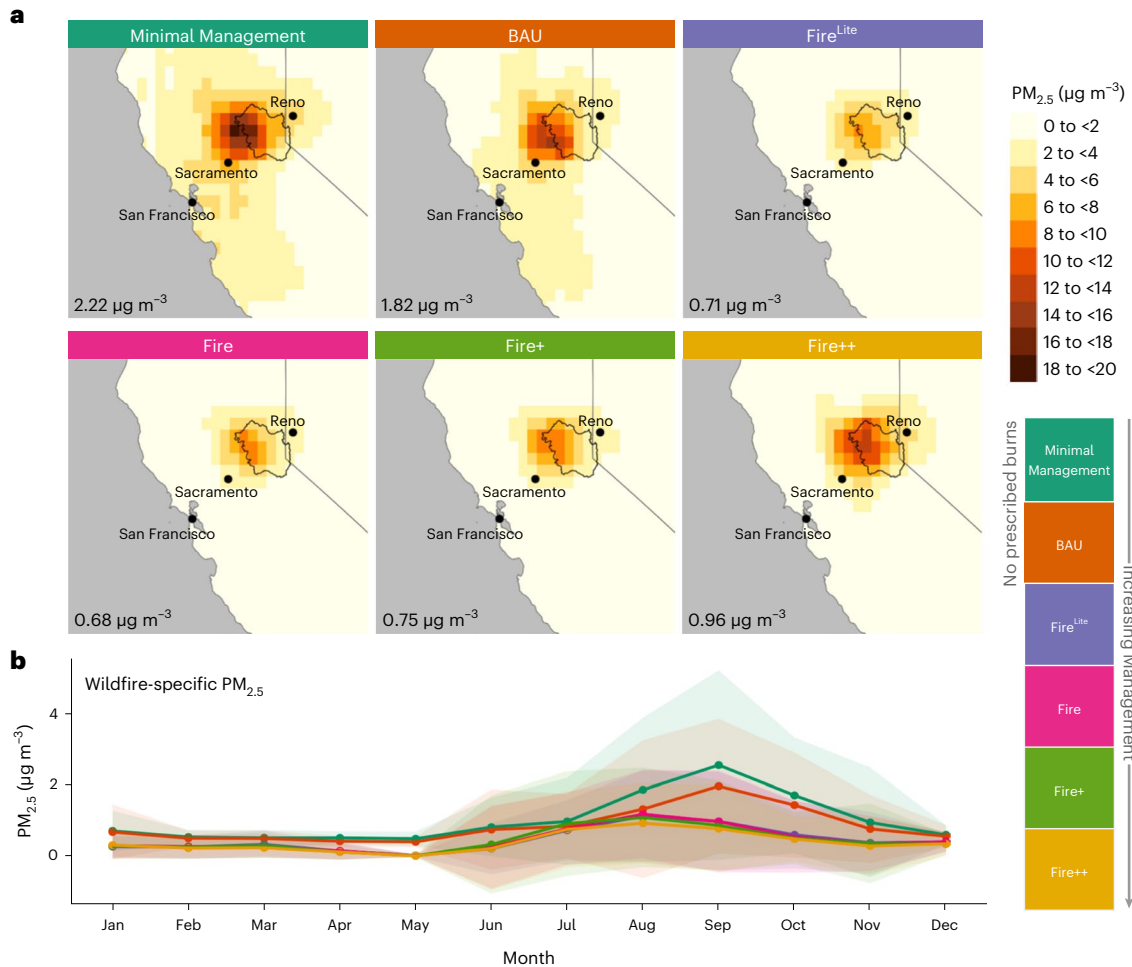 a
Minimal Management
BAU
Fire^Lite
Reno
Sacramento
San Francisco
2.22 µg m⁻³
Reno
Sacramento
San Francisco
1.82 µg m⁻³
Reno
Sacramento
San Francisco
0.71 µg m⁻³
PM₂.₅ (µg m⁻³)
0 to <2
2 to <4
4 to <6
6 to <8
8 to <10
10 to <12
12 to <14
14 to <16
16 to <18
18 to <20
Fire
Fire+
Fire++
Reno
Sacramento
San Francisco
0.68 µg m⁻³
Reno
Sacramento
San Francisco
0.75 µg m⁻³
Reno
Sacramento
San Francisco
0.96 µg m⁻³
No prescribed burns
Minimal
Management
BAU
Fire^Lite
Fire
Fire+
Fire++
Increasing Management
b
Wildfire-specific PM₂.₅
PM₂.₅ (µg m⁻³)
4
2
0
Jan
Feb
Mar
Apr
May
Jun
Jul
Aug
Sep
Oct
Nov
Dec
Month